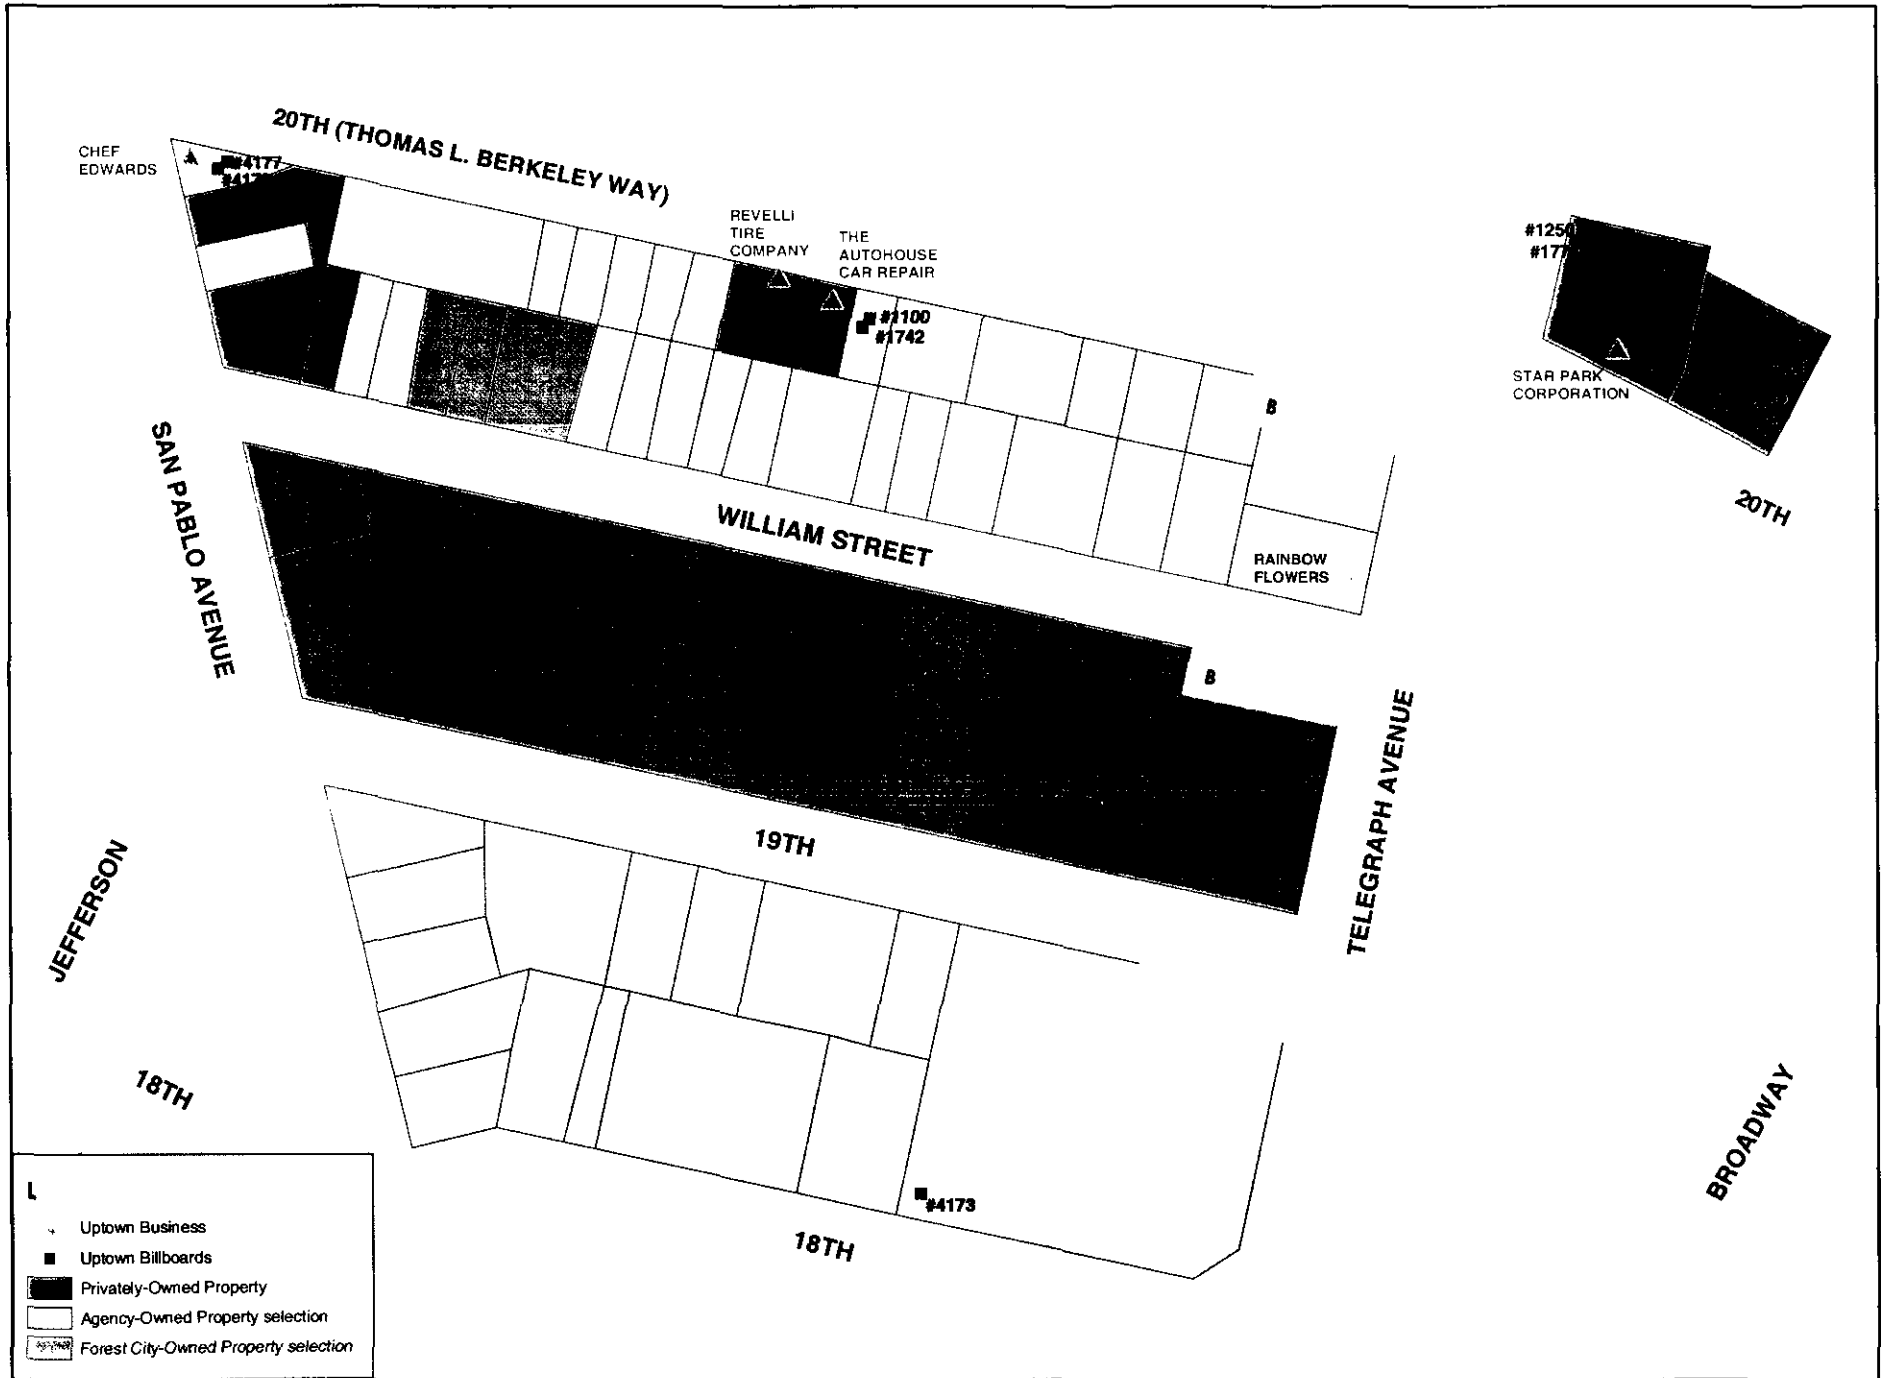 20TH (THOMAS L. BERKELEY WAY)
CHEF
EDWARDS
#4177
REVELLI
TIRE
COMPANY
THE
AUTOHOUSE
CAR REPAIR
#1100
#1742
#1250
STAR PARK
CORPORATION
20TH
B
SAN PABLO AVENUE
WILLIAM STREET
RAINBOW
FLOWERS
B
TELEGRAPH AVENUE
19TH
JEFFERSON
18TH
BROADWAY
#4173
18TH
L
Uptown Business
Uptown Billboards
Privately-Owned Property
Agency-Owned Property selection
Forest City-Owned Property selection